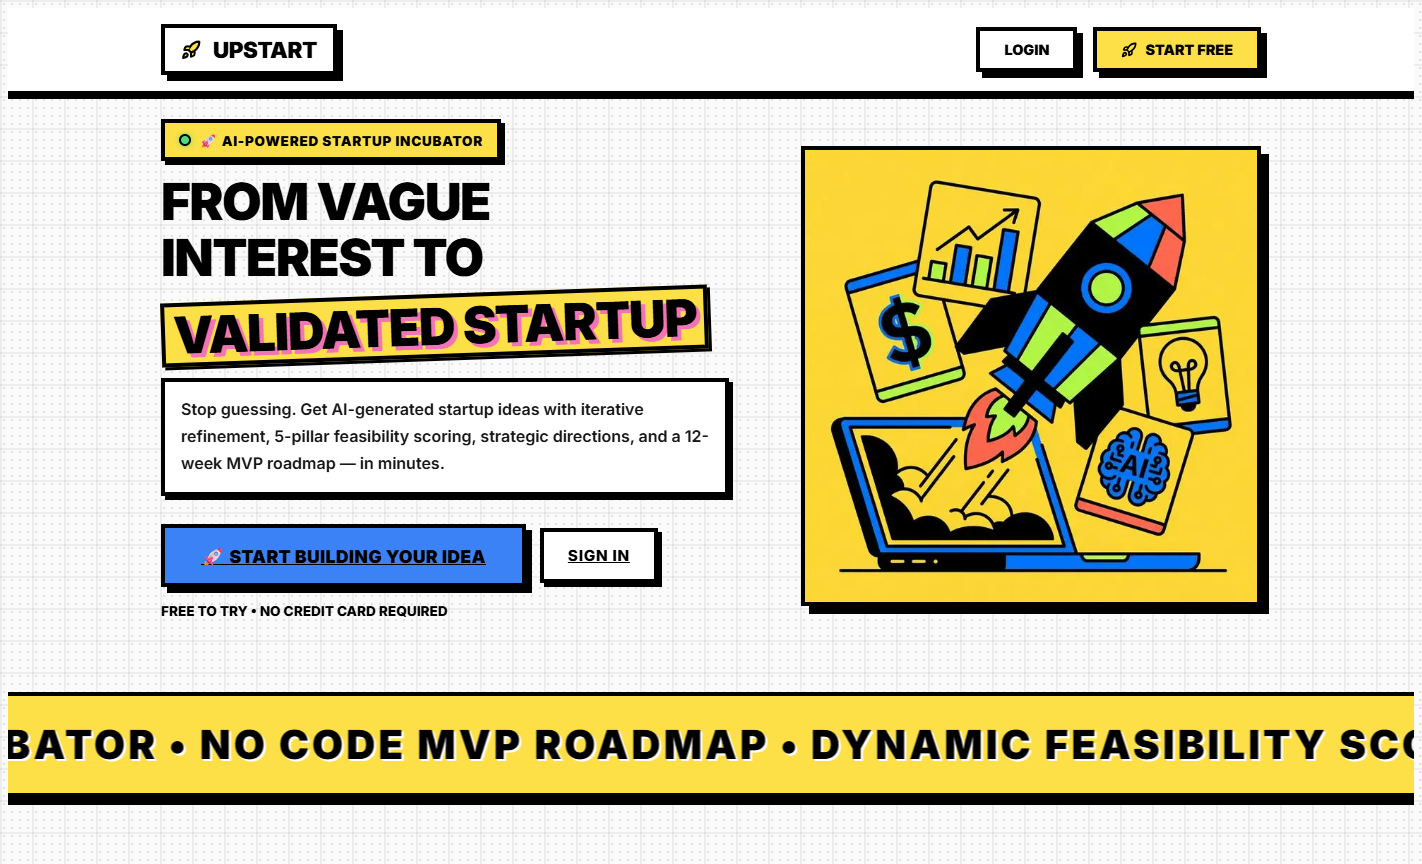 UPSTART
LOGIN
START FREE
🚀 AI-POWERED STARTUP INCUBATOR
FROM VAGUE
INTEREST TO
VALIDATED STARTUP
Stop guessing. Get AI-generated startup ideas with iterative
refinement, 5-pillar feasibility scoring, strategic directions, and a 12-
week MVP roadmap — in minutes.
🚀 START BUILDING YOUR IDEA
SIGN IN
FREE TO TRY • NO CREDIT CARD REQUIRED
$
AI
BATOR • NO CODE MVP ROADMAP • DYNAMIC FEASIBILITY SCO